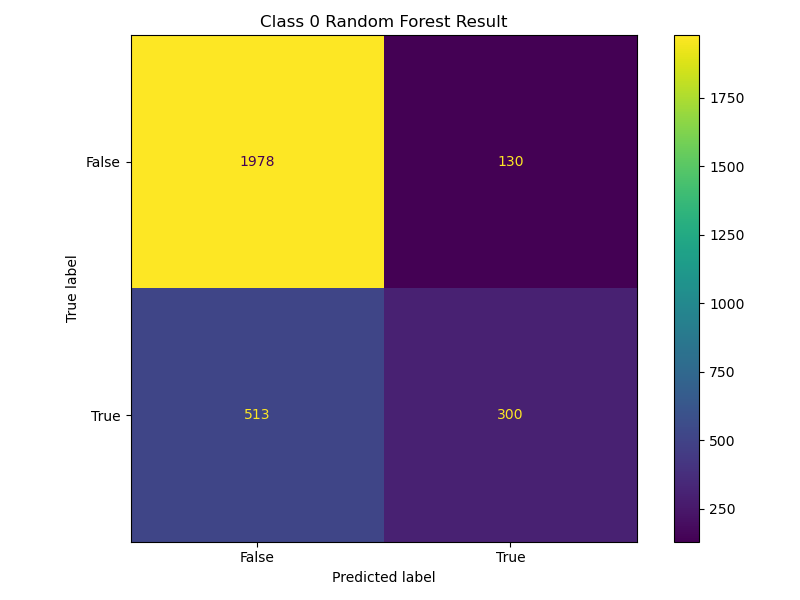 Class 0 Random Forest Result
True label
False
True
1978
130
513
300
False
True
Predicted label
1750
1500
1250
1000
750
500
250